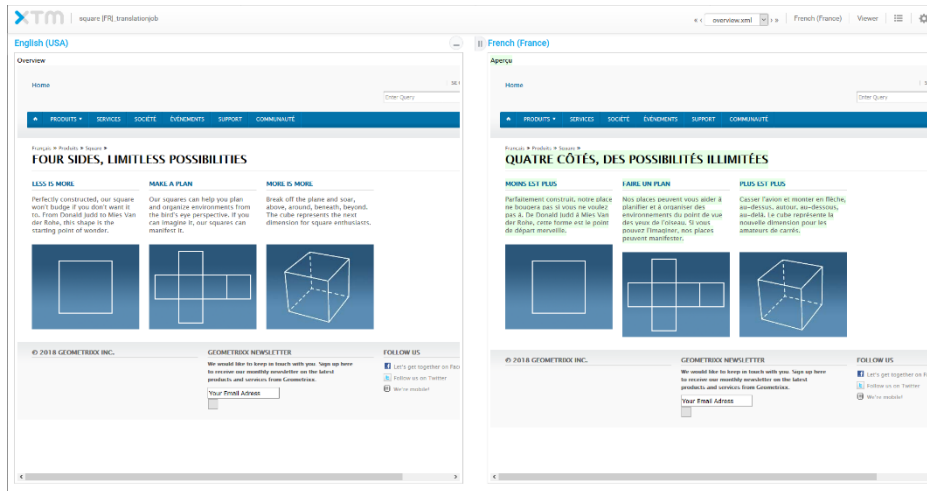 XTM
square [FR]_translationjob
« ‹ overview.xml › » French (France) Viewer
English (USA)
Overview
Home
Enter Query
PRODUITS SERVICES SOCIÉTÉ ÉVÉNEMENTS SUPPORT COMMUNAUTÉ
Français » Produits » Square »
FOUR SIDES, LIMITLESS POSSIBILITIES
LESS IS MORE
Perfectly constructed, our square
won't budge if you don't want it
to. From Donald Judd to Mies Van
der Rohe, this shape is the
starting point of wonder.
MAKE A PLAN
Our squares can help you plan
and organize environments from
the bird's eye perspective. If you
can imagine it, our squares can
manifest it.
MORE IS MORE
Break off the plane and soar,
above, around, beneath, beyond.
The cube represents the next
dimension for square enthusiasts.
© 2018 GEOMETRIXX INC.
GEOMETRIXX NEWSLETTER
We would like to keep in touch with you. Sign up here
to receive our monthly newsletter on the latest
products and services from Geometrixx.
Your Email Adress
FOLLOW US
Let's get together on Fac
Follow us on Twitter
We're mobile!
French (France)
Aperçu
Home
Enter Query
PRODUITS SERVICES SOCIÉTÉ ÉVÉNEMENTS SUPPORT COMMUNAUTÉ
Français » Produits » Square »
QUATRE CÔTÉS, DES POSSIBILITÉS ILLIMITÉES
MOINS EST PLUS
Parfaitement construit, notre place
ne bougera pas si vous ne voulez
pas à. De Donald Judd à Mies Van
der Rohe, cette forme est le point
de départ merveille.
FAIRE UN PLAN
Nos places peuvent vous aider à
planifier et à organiser des
environnements du point de vue
des yeux de l'oiseau. Si vous
pouvez l'imaginer, nos places
peuvent manifester.
PLUS EST PLUS
Casser l'avion et monter en flèche,
au-dessus, autour, au-dessous,
au-delà. Le cube représente la
nouvelle dimension pour les
amateurs de carrés.
© 2018 GEOMETRIXX INC.
GEOMETRIXX NEWSLETTER
We would like to keep in touch with you. Sign up here
to receive our monthly newsletter on the latest
products and services from Geometrixx.
Your Email Adress
FOLLOW US
Let's get together on F
Follow us on Twitter
We're mobile!